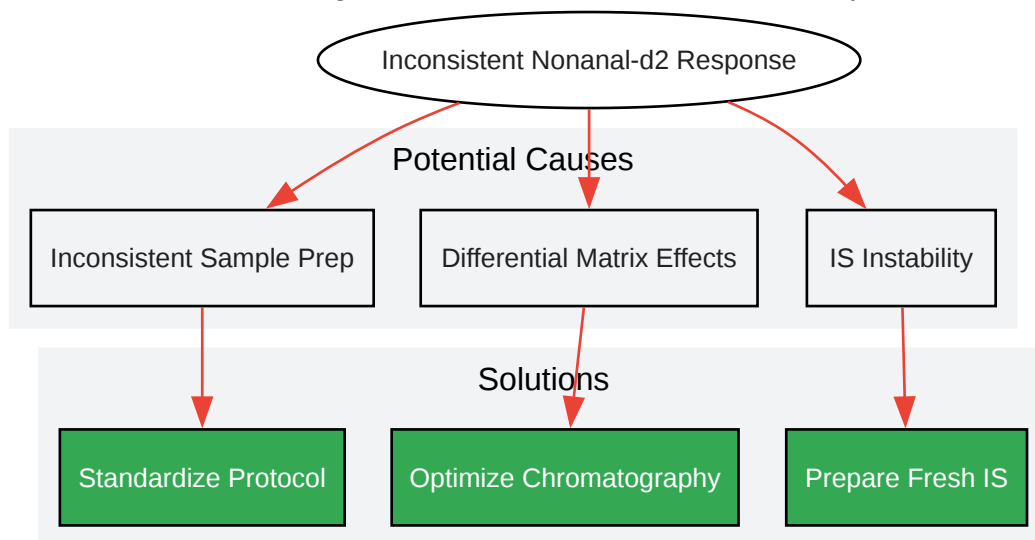 Inconsistent Nonanal-d2 Response
Potential Causes
Inconsistent Sample Prep
Differential Matrix Effects
IS Instability
Solutions
Standardize Protocol
Optimize Chromatography
Prepare Fresh IS